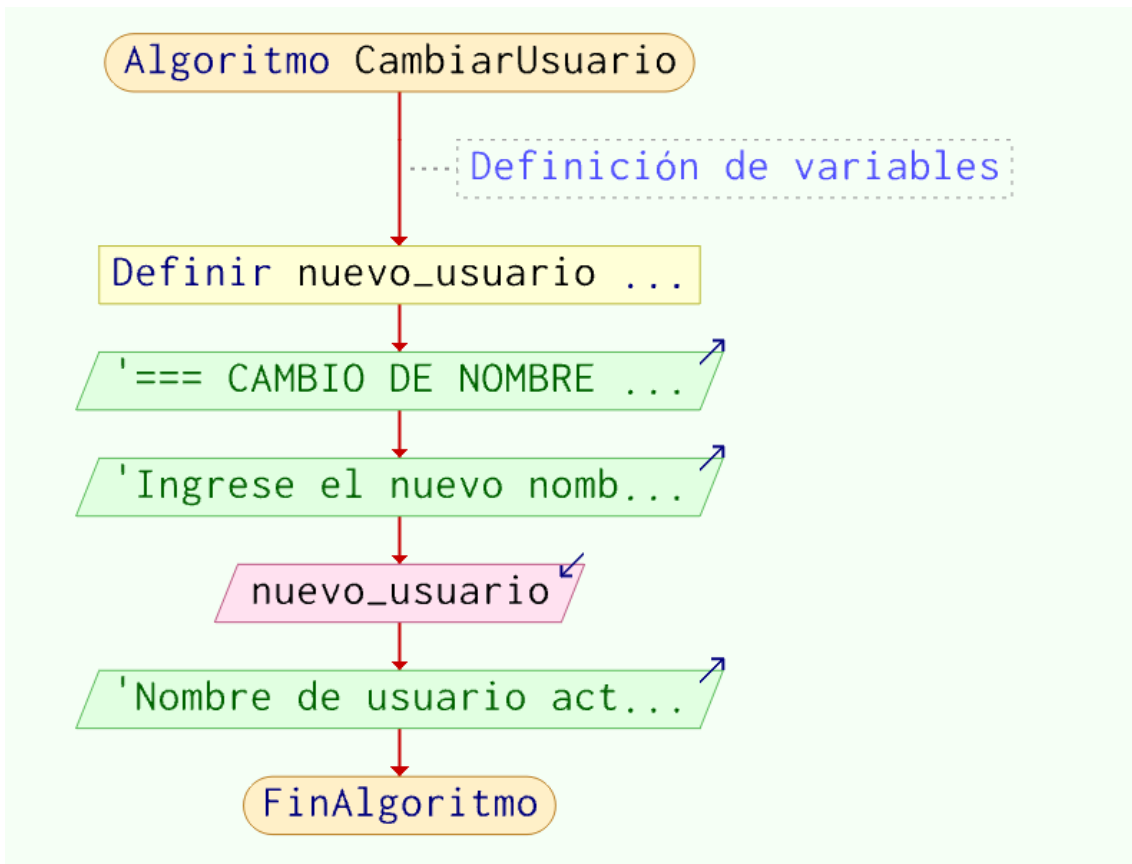 Algoritmo CambiarUsuario
Definición de variables
Definir nuevo_usuario ...
'=== CAMBIO DE NOMBRE ...
'Ingrese el nuevo nomb...
nuevo_usuario
'Nombre de usuario act...
FinAlgoritmo